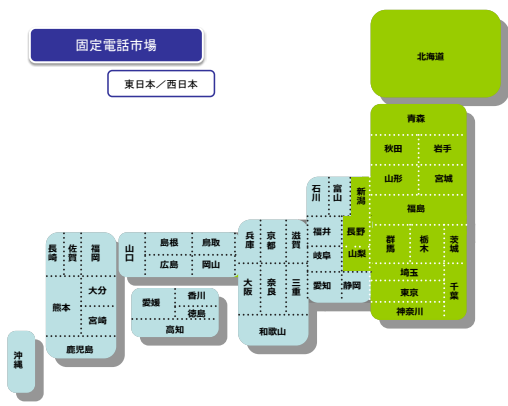 固定電話市場
東日本／西日本
北海道
青森
秋田
岩手
山形
宮城
福島
石川
富山
新潟
福井
長野
群馬
栃木
茨城
岐阜
山梨
埼玉
千葉
愛知
静岡
東京
神奈川
兵庫
京都
滋賀
大阪
奈良
三重
和歌山
山口
島根
鳥取
広島
岡山
愛媛
香川
徳島
高知
長崎
佐賀
福岡
熊本
大分
宮崎
鹿児島
沖縄